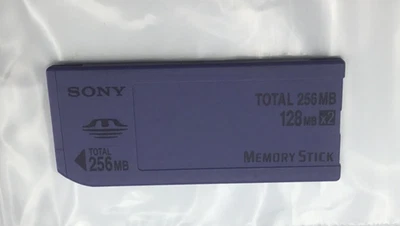 SONY
TOTAL 256MB
128MB x2
TOTAL
256MB
MEMORY STICK